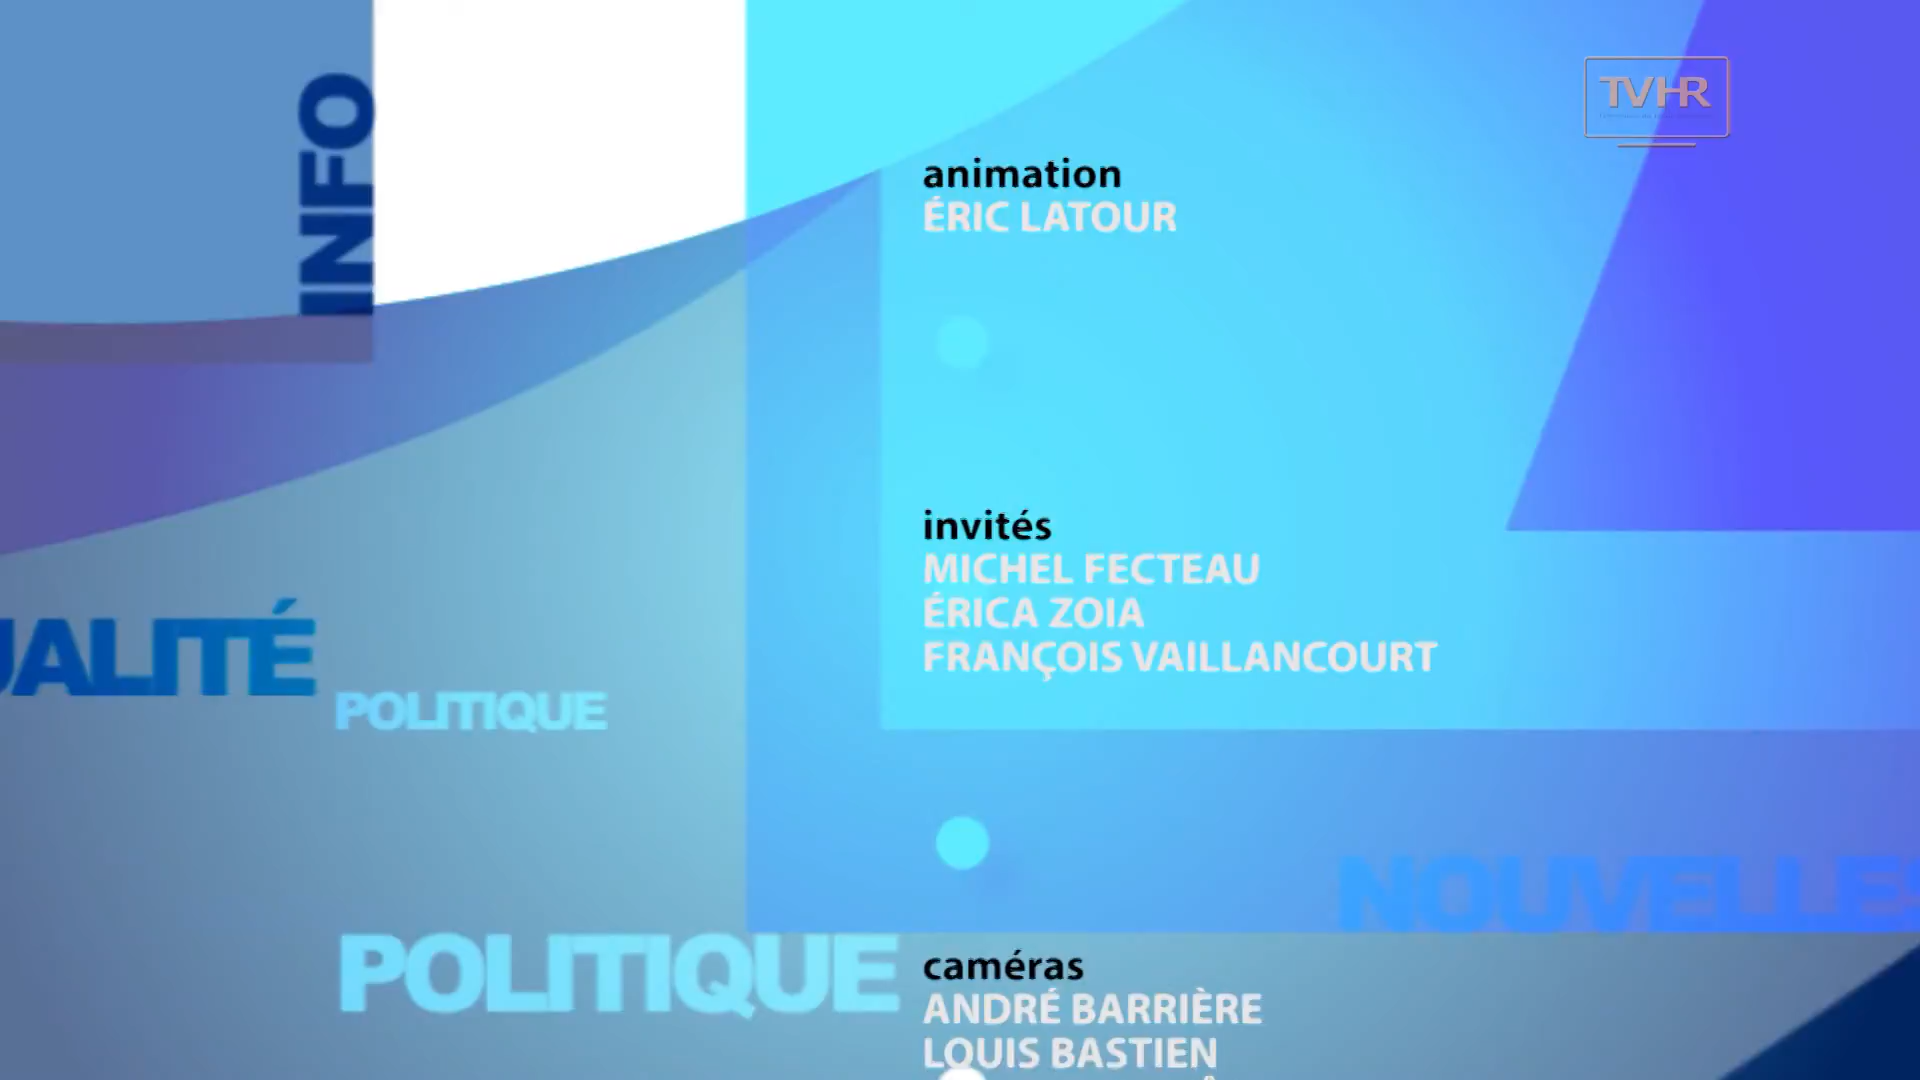 INFO
TVHR
animation
ÉRIC LATOUR
invités
MICHEL FECTEAU
ÉRICA ZOIA
FRANÇOIS VAILLANCOURT
UALITÉ
POLITIQUE
NOUVELLES
POLITIQUE
caméras
ANDRÉ BARRIÈRE
LOUIS BASTIEN